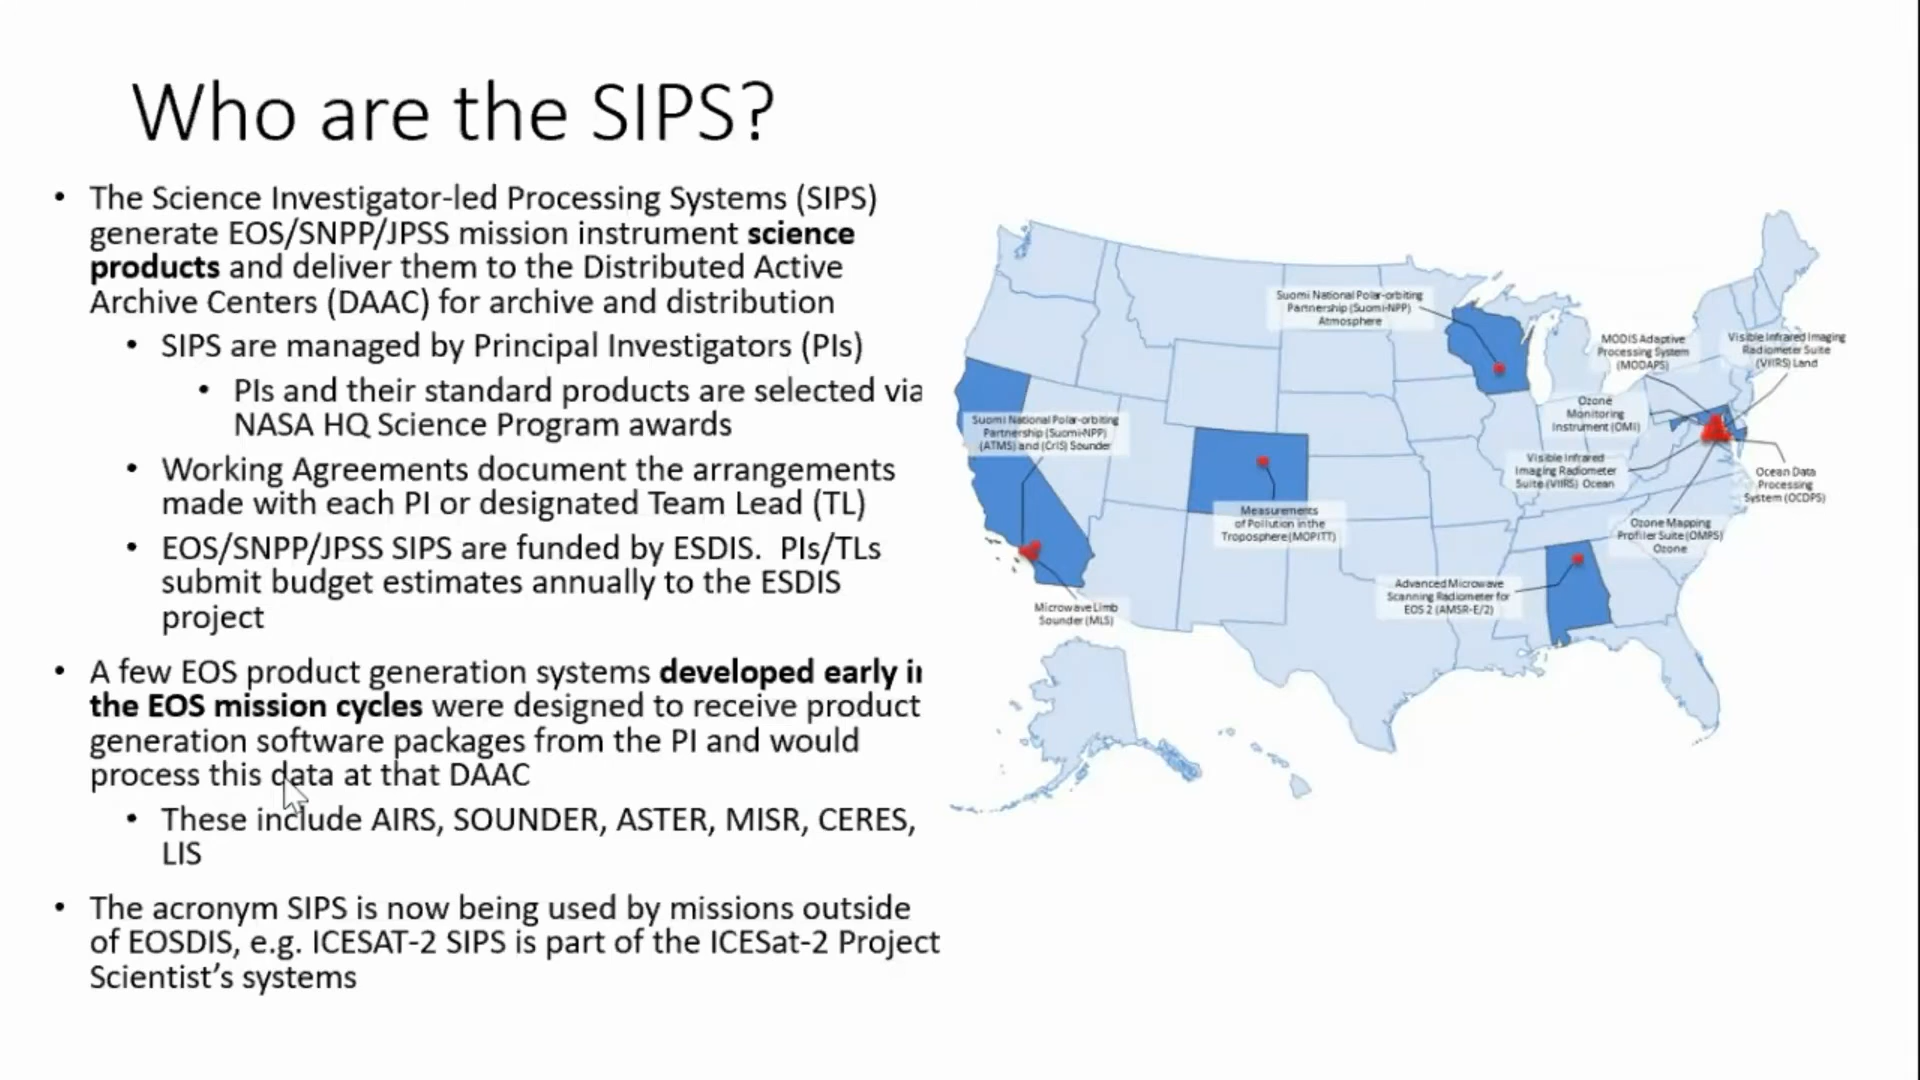 Who are the SIPS?
• The Science Investigator-led Processing Systems (SIPS)
generate EOS/SNPP/JPSS mission instrument science
products and deliver them to the Distributed Active
Archive Centers (DAAC) for archive and distribution
• SIPS are managed by Principal Investigators (PIs)
• PIs and their standard products are selected via
NASA HQ Science Program awards
• Working Agreements document the arrangements
made with each PI or designated Team Lead (TL)
• EOS/SNPP/JPSS SIPS are funded by ESDIS. PIs/TLs
submit budget estimates annually to the ESDIS
project
• A few EOS product generation systems developed early in
the EOS mission cycles were designed to receive product
generation software packages from the PI and would
process this data at that DAAC
• These include AIRS, SOUNDER, ASTER, MISR, CERES,
LIS
• The acronym SIPS is now being used by missions outside
of EOSDIS, e.g. ICESAT-2 SIPS is part of the ICESat-2 Project
Scientist’s systems
Suomi National Polar-orbiting
Partnership (Suomi-NPP)
Atmosphere
MODIS Adaptive
Processing System
(MODAPS)
Visible Infrared Imaging
Radiometer Suite
(VIIRS) Land
Ozone
Monitoring
Instrument (OMI)
Suomi National Polar-orbiting
Partnership (Suomi-NPP)
(ATMS) and (CrIS) Sounder
Visible Infrared
Imaging Radiometer
Suite (VIIRS) Ocean
Ocean Data
Processing
System (OCDPS)
Measurements
of Pollution in the
Troposphere (MOPITT)
Ozone Mapping
Profiler Suite (OMPS)
Ozone
Advanced Microwave
Scanning Radiometer for
EOS 2 (AMSR-E/2)
Microwave Limb
Sounder (MLS)